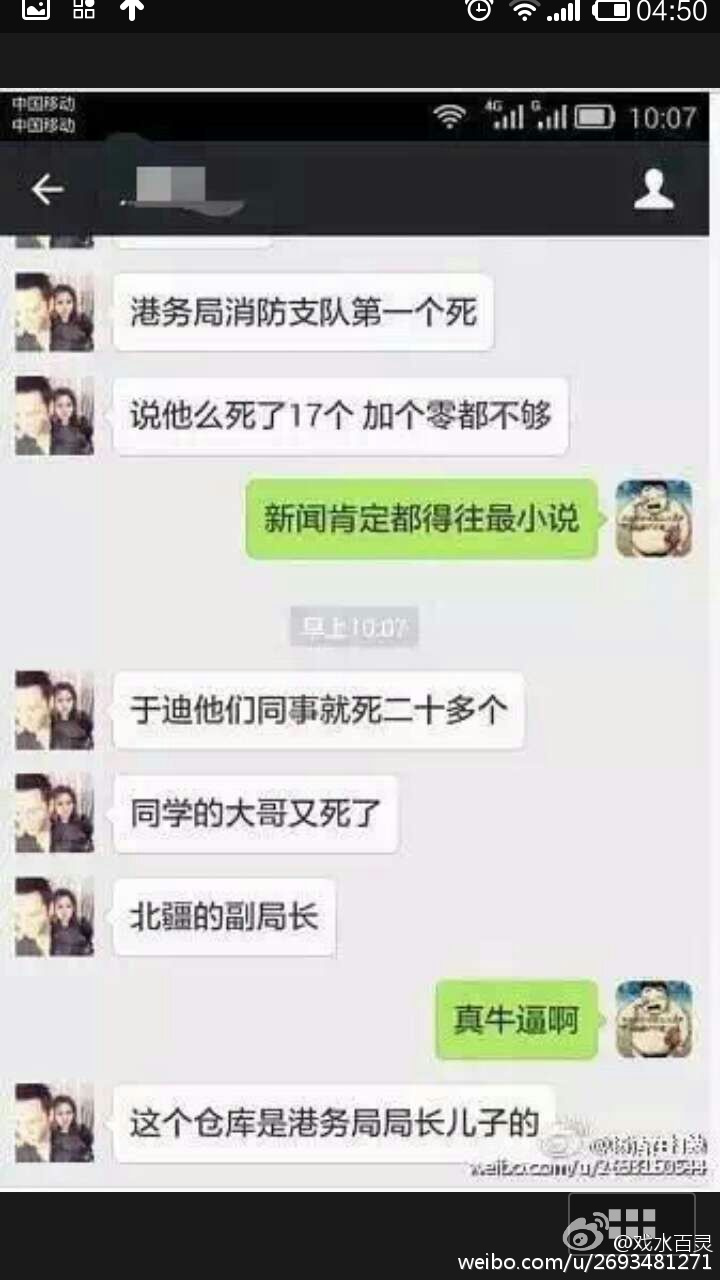 04:50
中国移动
中国移动
4G
G
10:07
港务局消防支队第一个死
说他么死了17个 加个零都不够
新闻肯定都得往最小说
早上10:07
于迪他们同事就死二十多个
同学的大哥又死了
北疆的副局长
真牛逼啊
这个仓库是港务局局长儿子的
@戏水百灵
weibo.com/u/2693481271